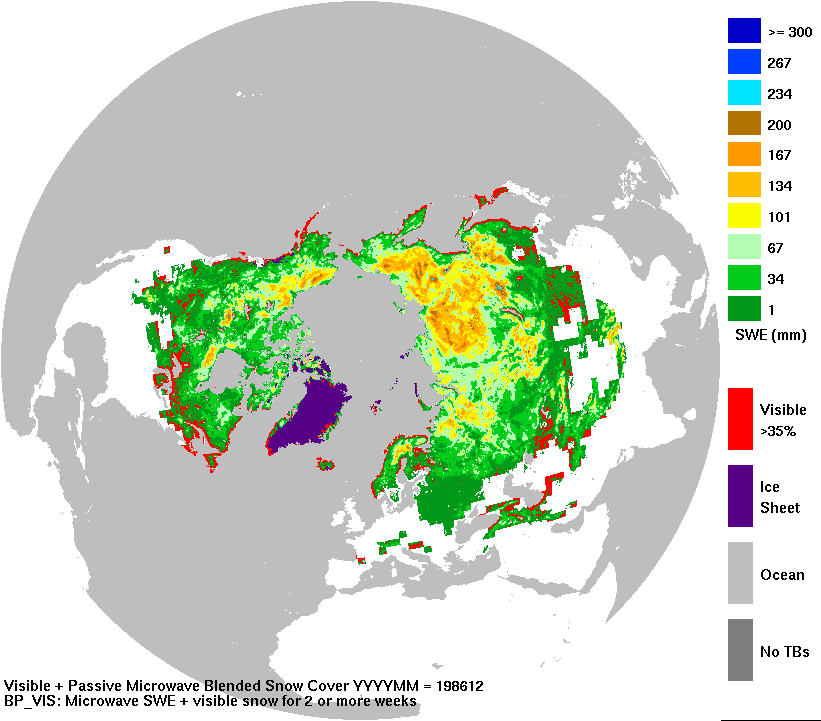 >= 300
267
234
200
167
134
101
67
34
1
SWE (mm)
Visible
>35%
Ice
Sheet
Ocean
No TBs
Visible + Passive Microwave Blended Snow Cover YYYYMM = 198612
BP_VIS: Microwave SWE + visible snow for 2 or more weeks